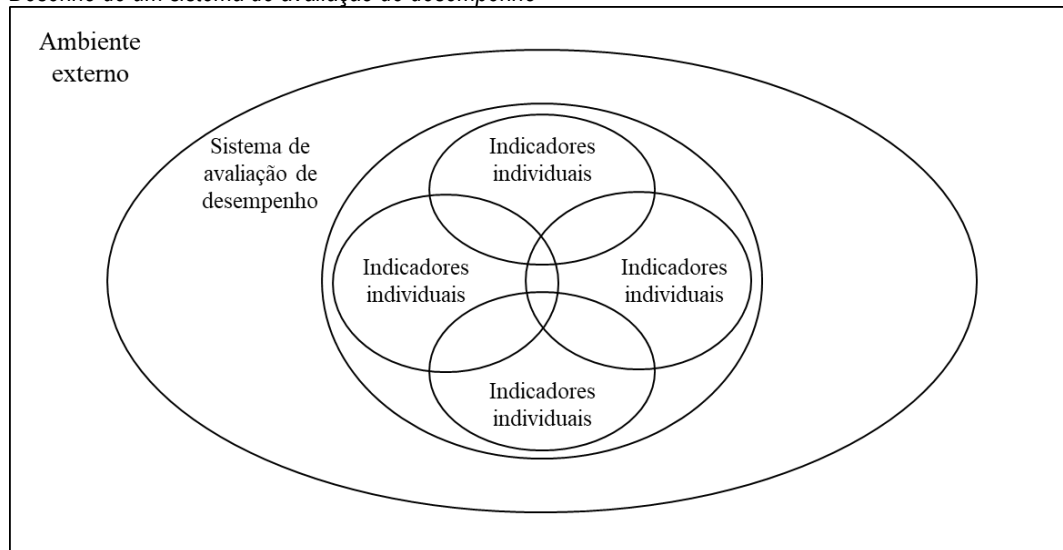 Desenho de um sistema de avaliação de desempenho
Ambiente
externo
Sistema de
avaliação de
desempenho
Indicadores
individuais
Indicadores
individuais
Indicadores
individuais
Indicadores
individuais